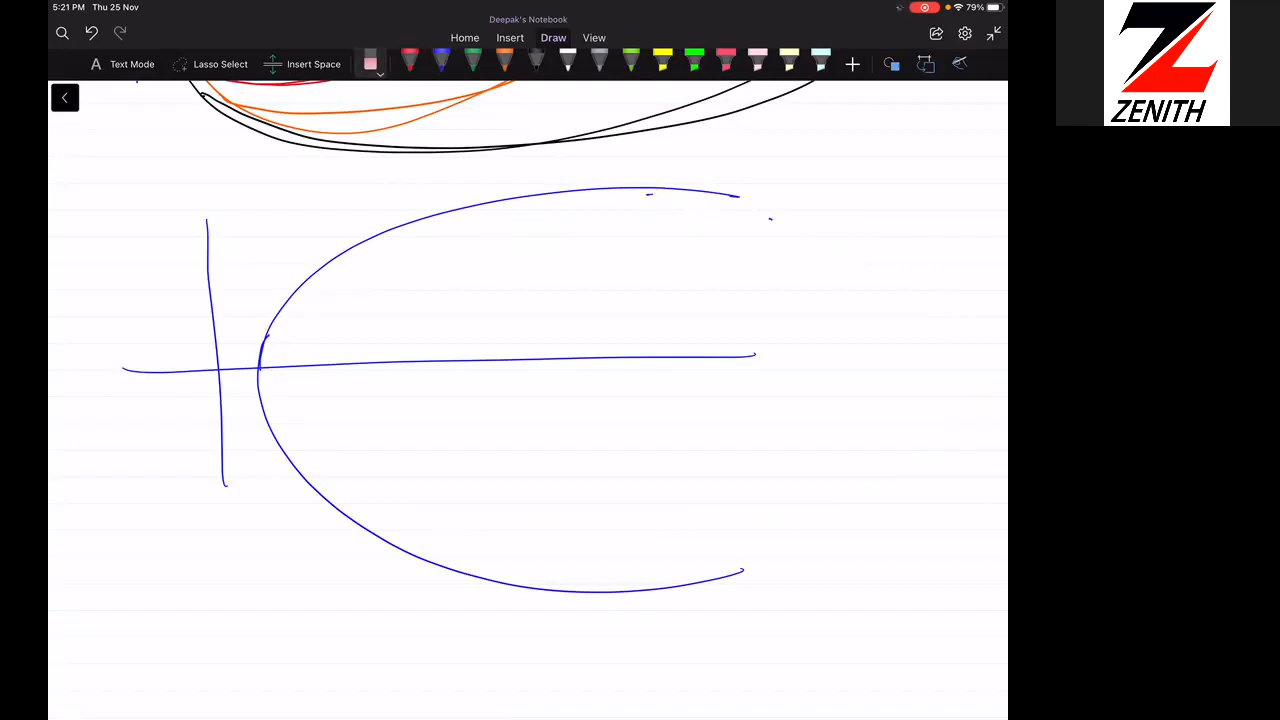 5:21 PM Thu 25 Nov
79%
Deepak's Notebook
Home Insert Draw View
A Text Mode Lasso Select Insert Space
ZENITH